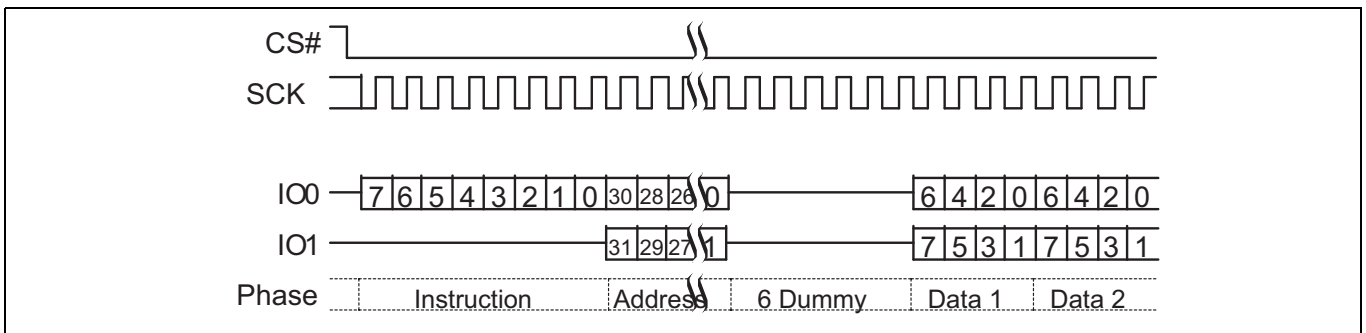 CS#
SCK
IO0 7 6 5 4 3 2 1 0 30 28 26 0 6 4 2 0 6 4 2 0
IO1 31 29 27 1 7 5 3 1 7 5 3 1
Phase Instruction Address 6 Dummy Data 1 Data 2